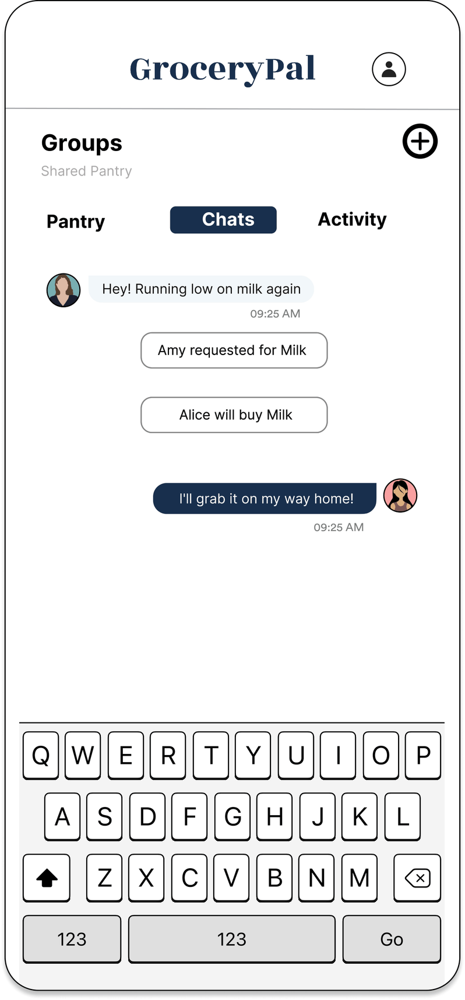 GroceryPal
Groups
Shared Pantry
Pantry Chats Activity
Hey! Running low on milk again
09:25 AM
Amy requested for Milk
Alice will buy Milk
I'll grab it on my way home!
09:25 AM
Q W E R T Y U I O P
A S D F G H J K L
Z X C V B N M
123 123 Go